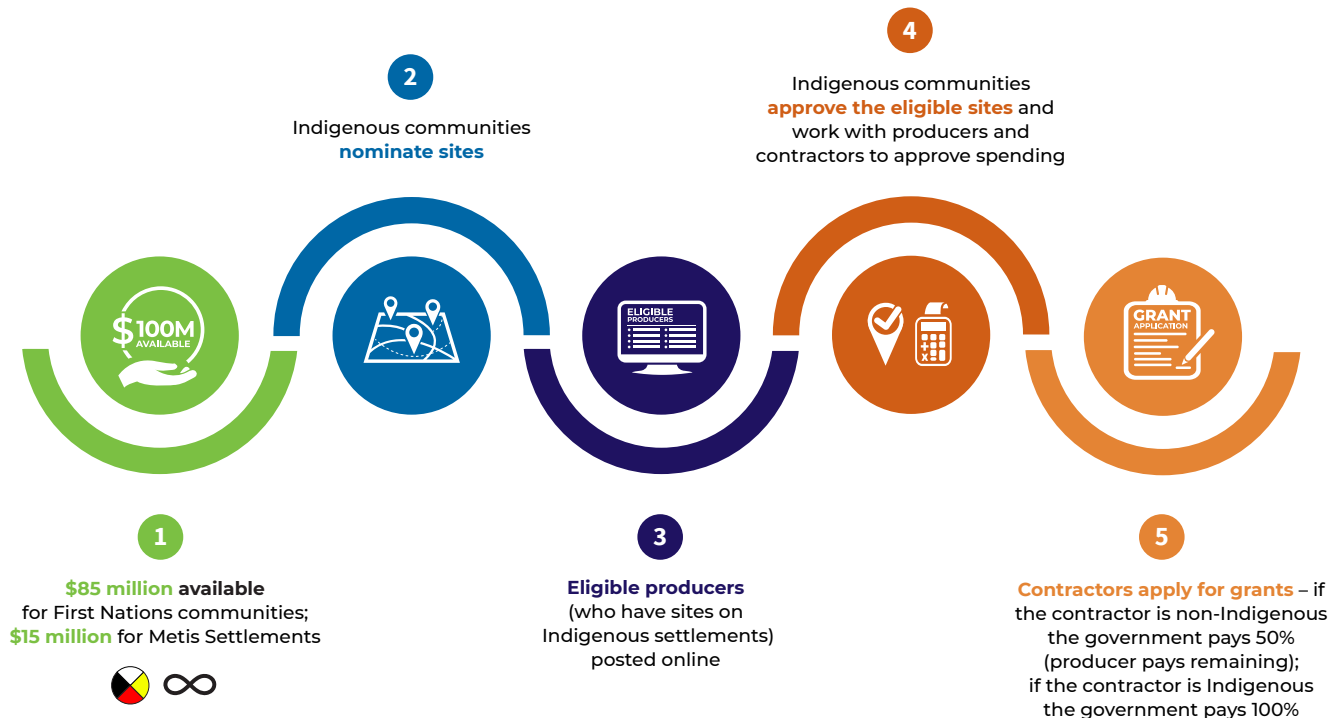 $100M
AVAILABLE
1
$85 million available
for First Nations communities;
$15 million for Metis Settlements
2
Indigenous communities
nominate sites
ELIGIBLE
PRODUCERS
3
Eligible producers
(who have sites on
Indigenous settlements)
posted online
4
Indigenous communities
approve the eligible sites and
work with producers and
contractors to approve spending
GRANT
APPLICATION
5
Contractors apply for grants – if
the contractor is non-Indigenous
the government pays 50%
(producer pays remaining);
if the contractor is Indigenous
the government pays 100%